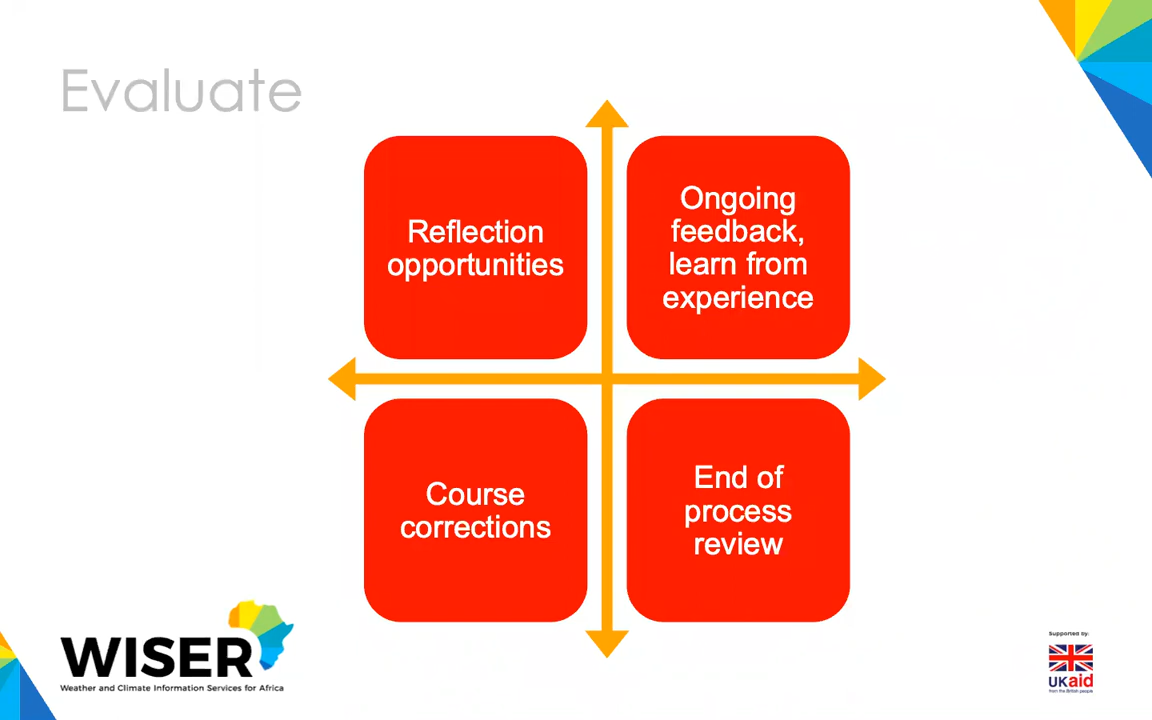 Evaluate
Reflection
opportunities
Ongoing
feedback,
learn from
experience
Course
corrections
End of
process
review
WISER
Weather and Climate Information Services for Africa
Supported by:
UKaid
from the British people